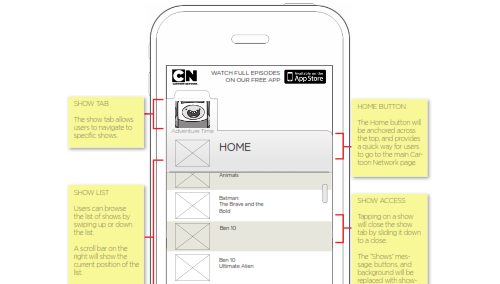 CN
CARTOON NETWORK
WATCH FULL EPISODES
ON OUR FREE APP
Available on the
App Store
SHOW TAB
The show tab allows
users to navigate to
specific shows.
Adventure Time
HOME
HOME BUTTON
The Home button will
be anchored across
the top, and provides
a quick way for users
to go to the main Car-
toon Network page.
SHOW LIST
Users can browse
the list of shows by
swiping up or down
the list.
A scroll bar on the
right will show the
current position of the
list.
Animals
Batman:
The Brave and the
Bold
Ben 10
Ben 10
Ultimate Alien
SHOW ACCESS
Tapping on a show
will close the show
tab by sliding it down
to a close.
The "Shows" mes-
sage, buttons, and
background will be
replaced with show-